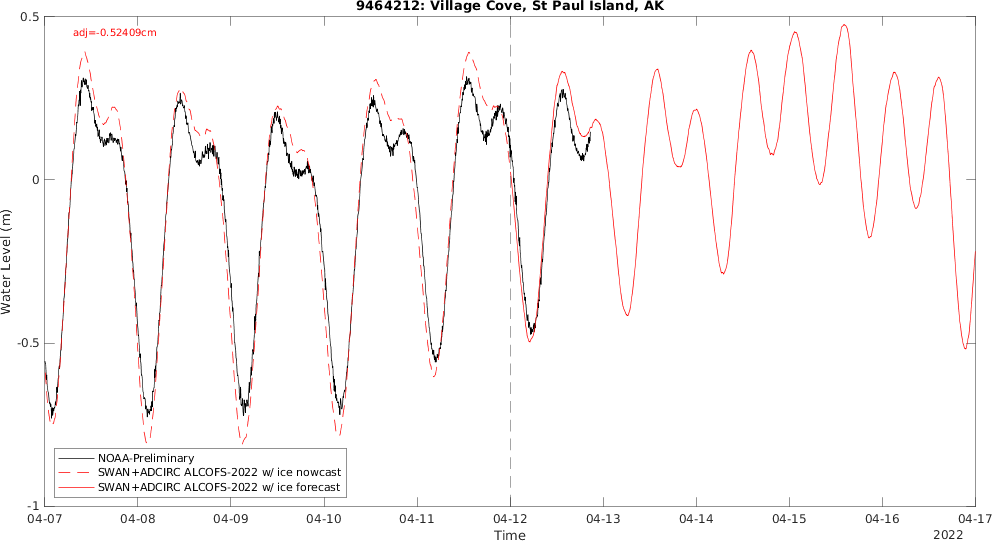 9464212: Village Cove, St Paul Island, AK
adj=-0.52409cm
0.5
0
-0.5
-1
Water Level (m)
NOAA-Preliminary
SWAN+ADCIRC ALCOFS-2022 w/ ice nowcast
SWAN+ADCIRC ALCOFS-2022 w/ ice forecast
04-07 04-08 04-09 04-10 04-11 04-12 04-13 04-14 04-15 04-16 04-17
Time
2022